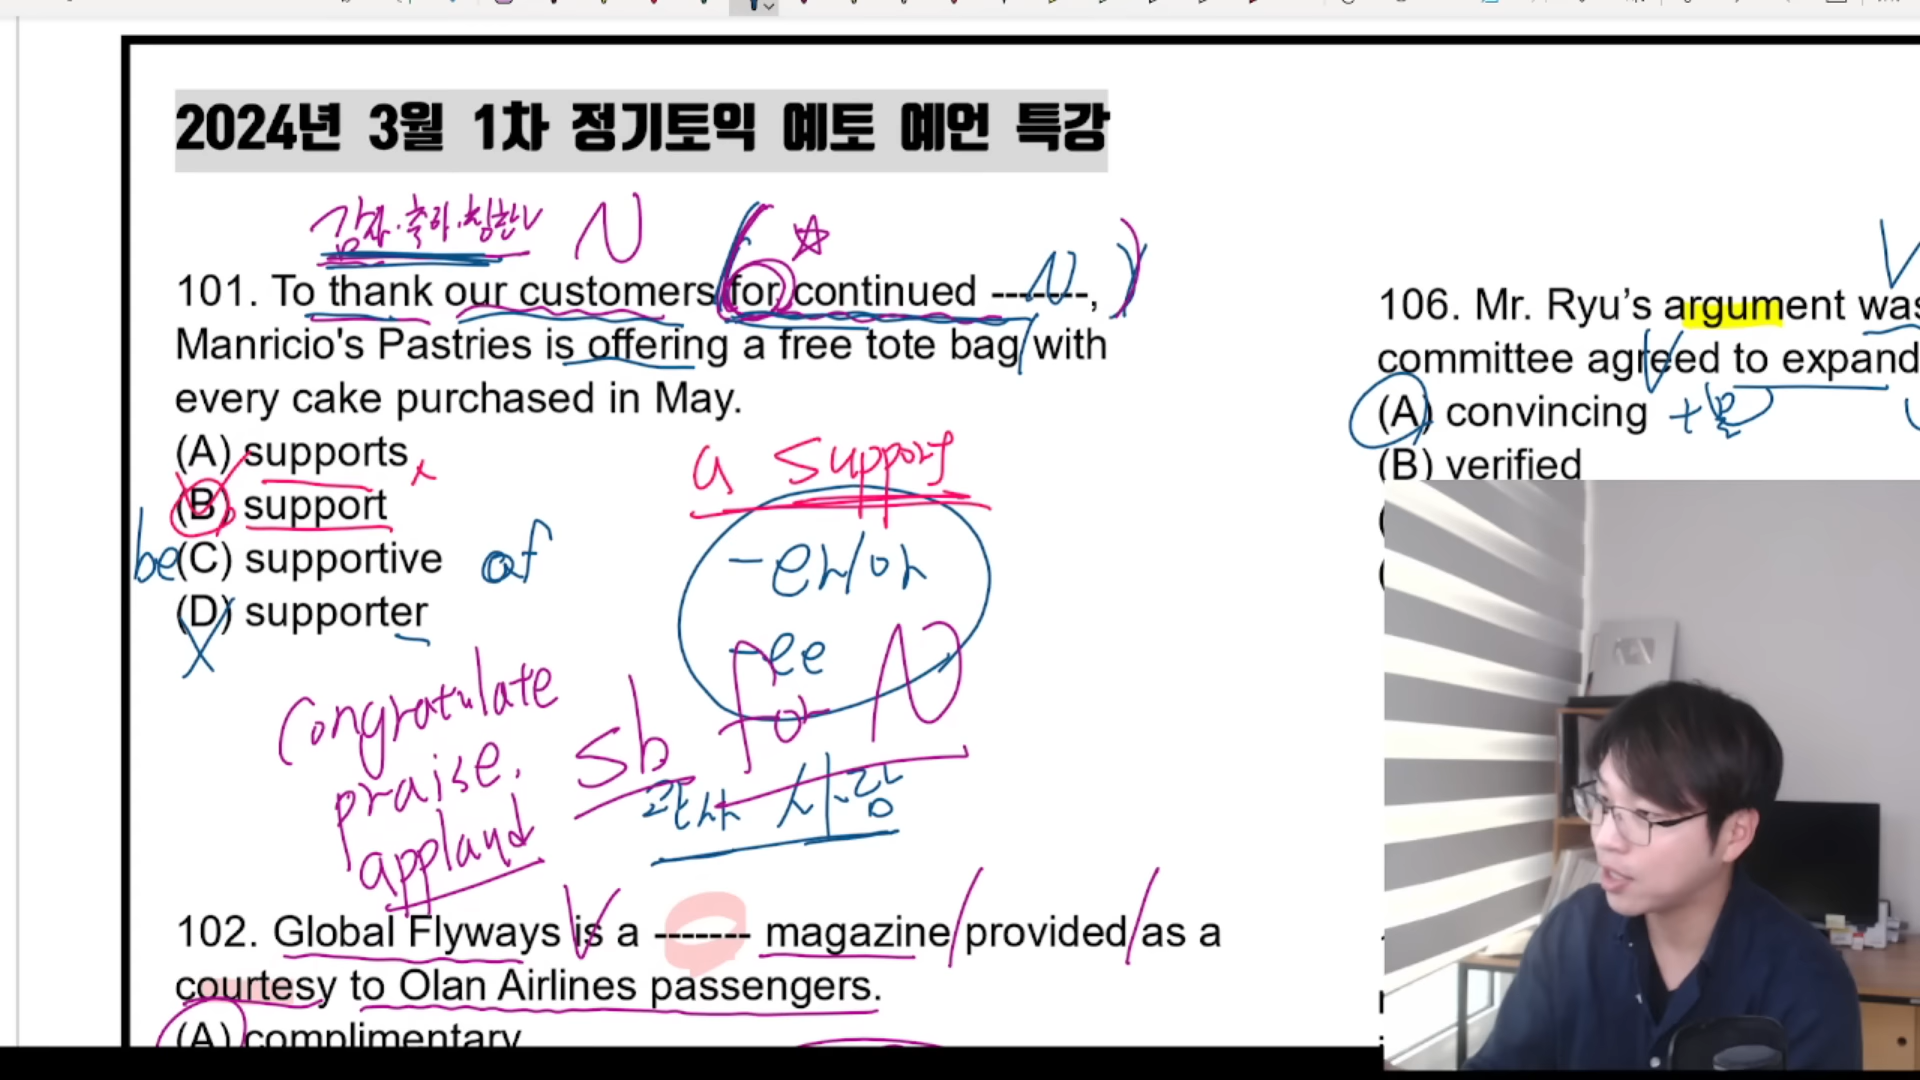 2024년 3월 1차 정기토익 예토 예언 특강
감사·축하·칭찬 V N ( ☆ N )
101. To thank our customers for continued -------,
Manricio's Pastries is offering a free tote bag with
every cake purchased in May.
(A) supports x
(B) support
be (C) supportive of
(D) supporter
a support
-er/or
-ee
congratulate
praise.
applaud
sb for N
관사 사람
102. Global Flyways is a ------- magazine provided as a
courtesy to Olan Airlines passengers.
(A) complimentary
V
106. Mr. Ryu's argument was
committee agreed to expand
(A) convincing
(B) verified